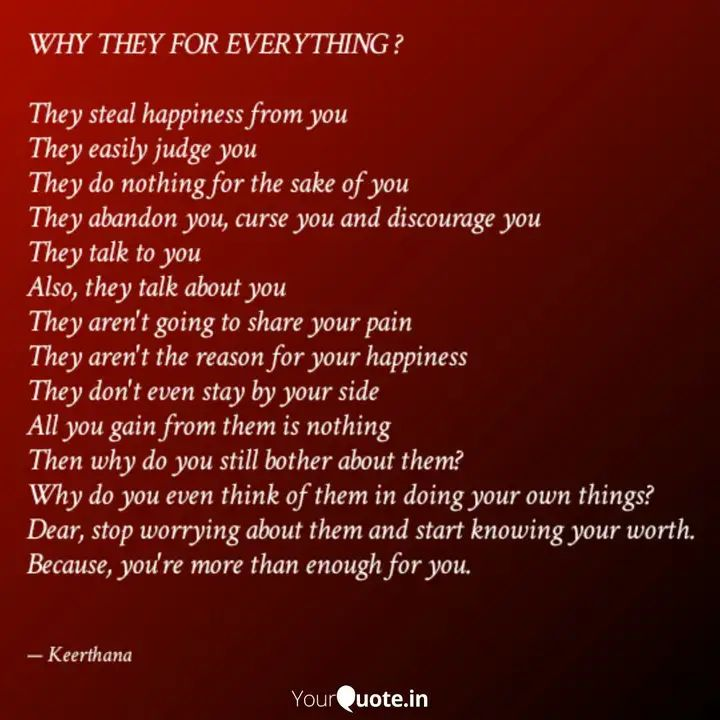 WHY THEY FOR EVERYTHING ?
They steal happiness from you
They easily judge you
They do nothing for the sake of you
They abandon you, curse you and discourage you
They talk to you
Also, they talk about you
They aren't going to share your pain
They aren't the reason for your happiness
They don't even stay by your side
All you gain from them is nothing
Then why do you still bother about them?
Why do you even think of them in doing your own things?
Dear, stop worrying about them and start knowing your worth.
Because, you're more than enough for you.
— Keerthana
YourQuote.in